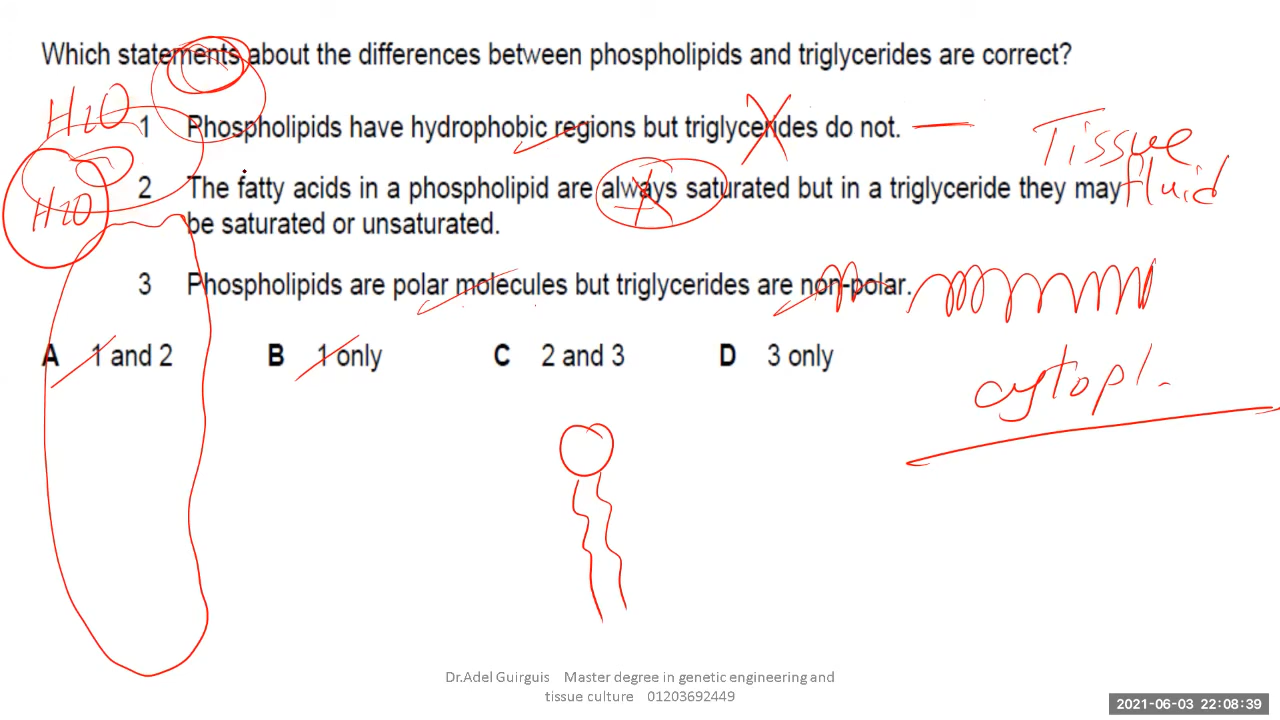 Which statements about the differences between phospholipids and triglycerides are correct?
H2O
1 Phospholipids have hydrophobic regions but triglycerides do not.
Tissue
fluid
H2O
2 The fatty acids in a phospholipid are always saturated but in a triglyceride they may
be saturated or unsaturated.
3 Phospholipids are polar molecules but triglycerides are non-polar.
A 1 and 2 B 1 only C 2 and 3 D 3 only
cytopl.
Dr.Adel Guirguis Master degree in genetic engineering and
tissue culture 01203692449
2021-06-03 22:08:39